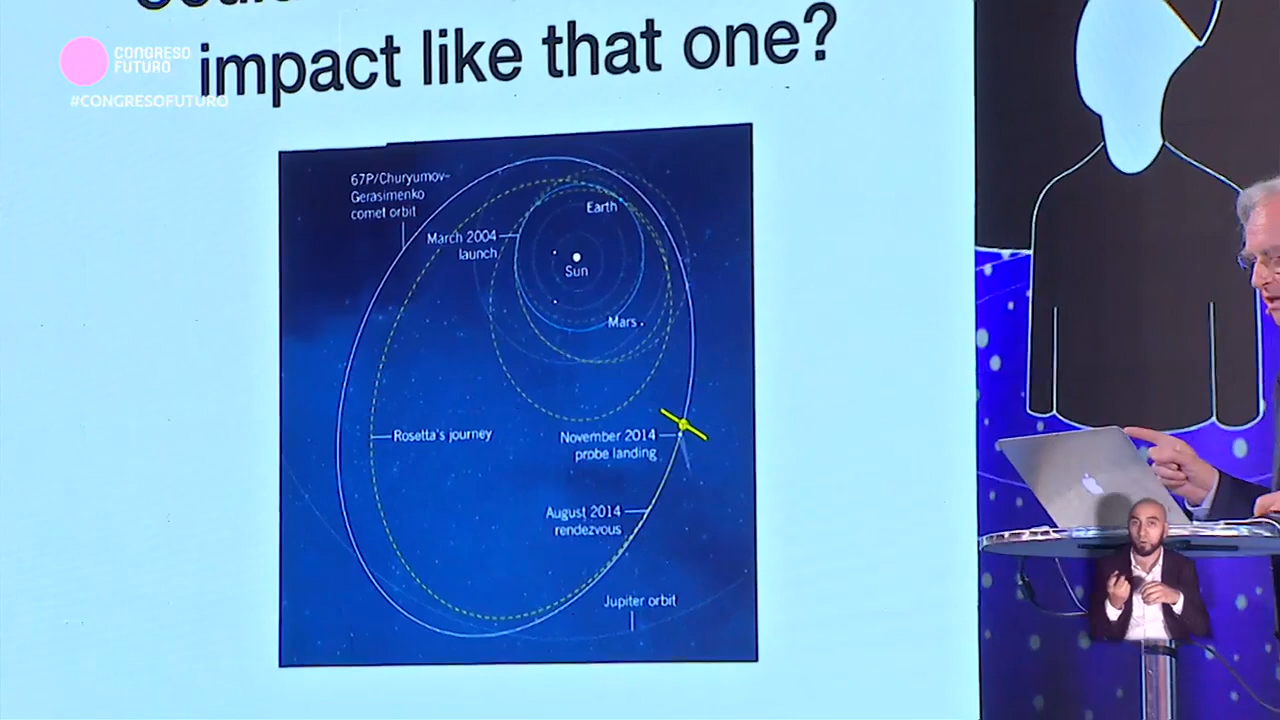 impact like that one?
CONGRESO
FUTURO
#CONGRESOFUTURO
67P/Churyumov–
Gerasimenko
comet orbit
Earth
March 2004
launch
Sun
Mars
Rosetta's journey
November 2014
probe landing
August 2014
rendezvous
Jupiter orbit